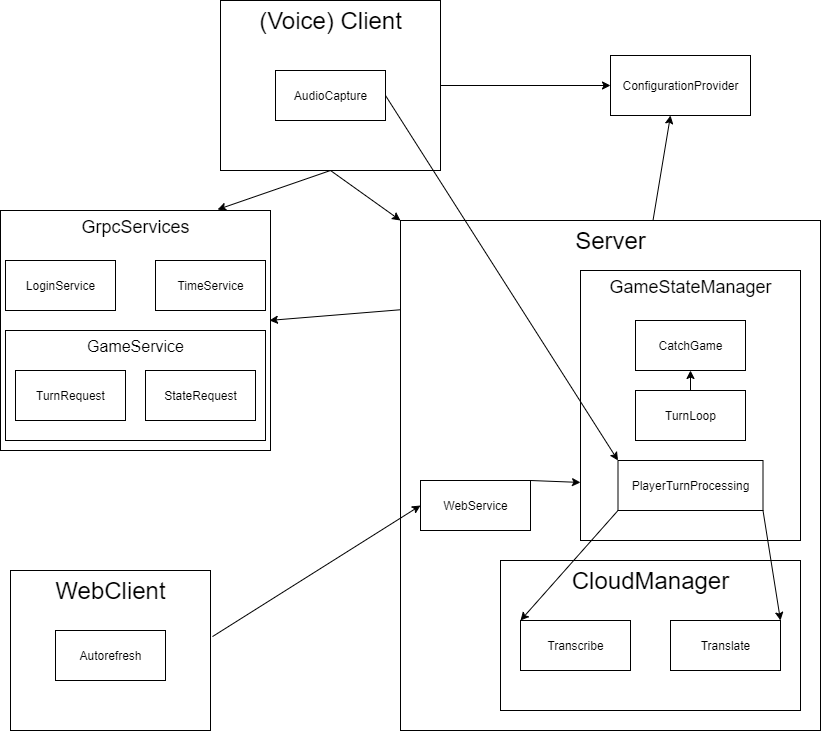 (Voice) Client
AudioCapture
ConfigurationProvider
GrpcServices
LoginService
TimeService
GameService
TurnRequest
StateRequest
Server
GameStateManager
CatchGame
TurnLoop
PlayerTurnProcessing
WebService
CloudManager
Transcribe
Translate
WebClient
Autorefresh